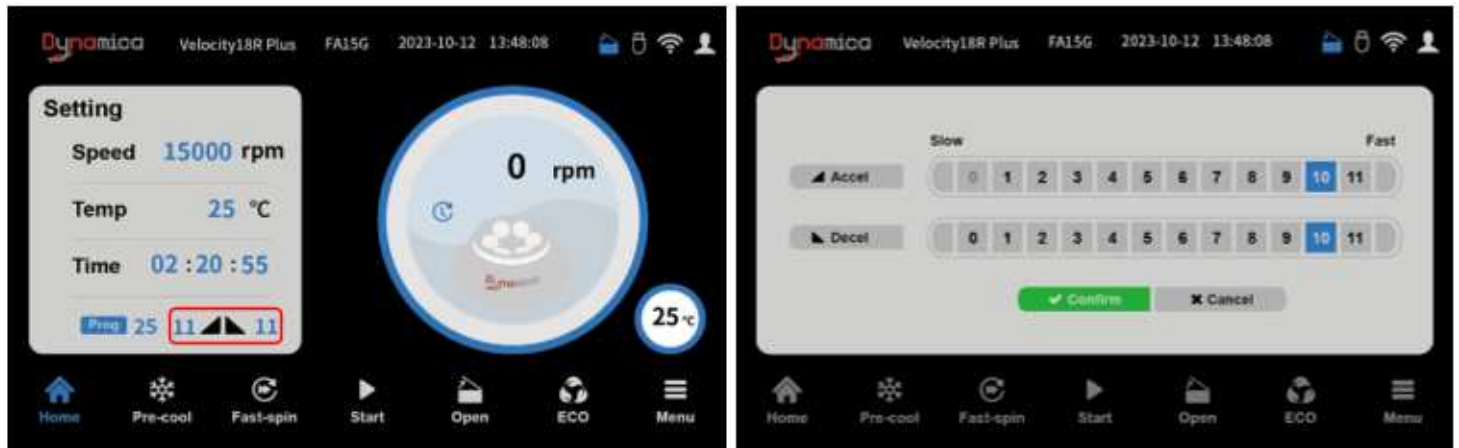 Dynamica Velocity18R Plus FA15G 2023-10-12 13:48:08
Setting
Speed 15000 rpm
Temp 25 °C
Time 02:20:55
Prog 25 11 11
0 rpm
Dynamica
25 °C
Home Pre-cool Fast-spin Start Open ECO Menu
Dynamica Velocity18R Plus FA15G 2023-10-12 13:48:08
Slow Fast
Accel 0 1 2 3 4 5 6 7 8 9 10 11
Decel 0 1 2 3 4 5 6 7 8 9 10 11
Confirm Cancel
Home Pre-cool Fast-spin Start Open ECO Menu